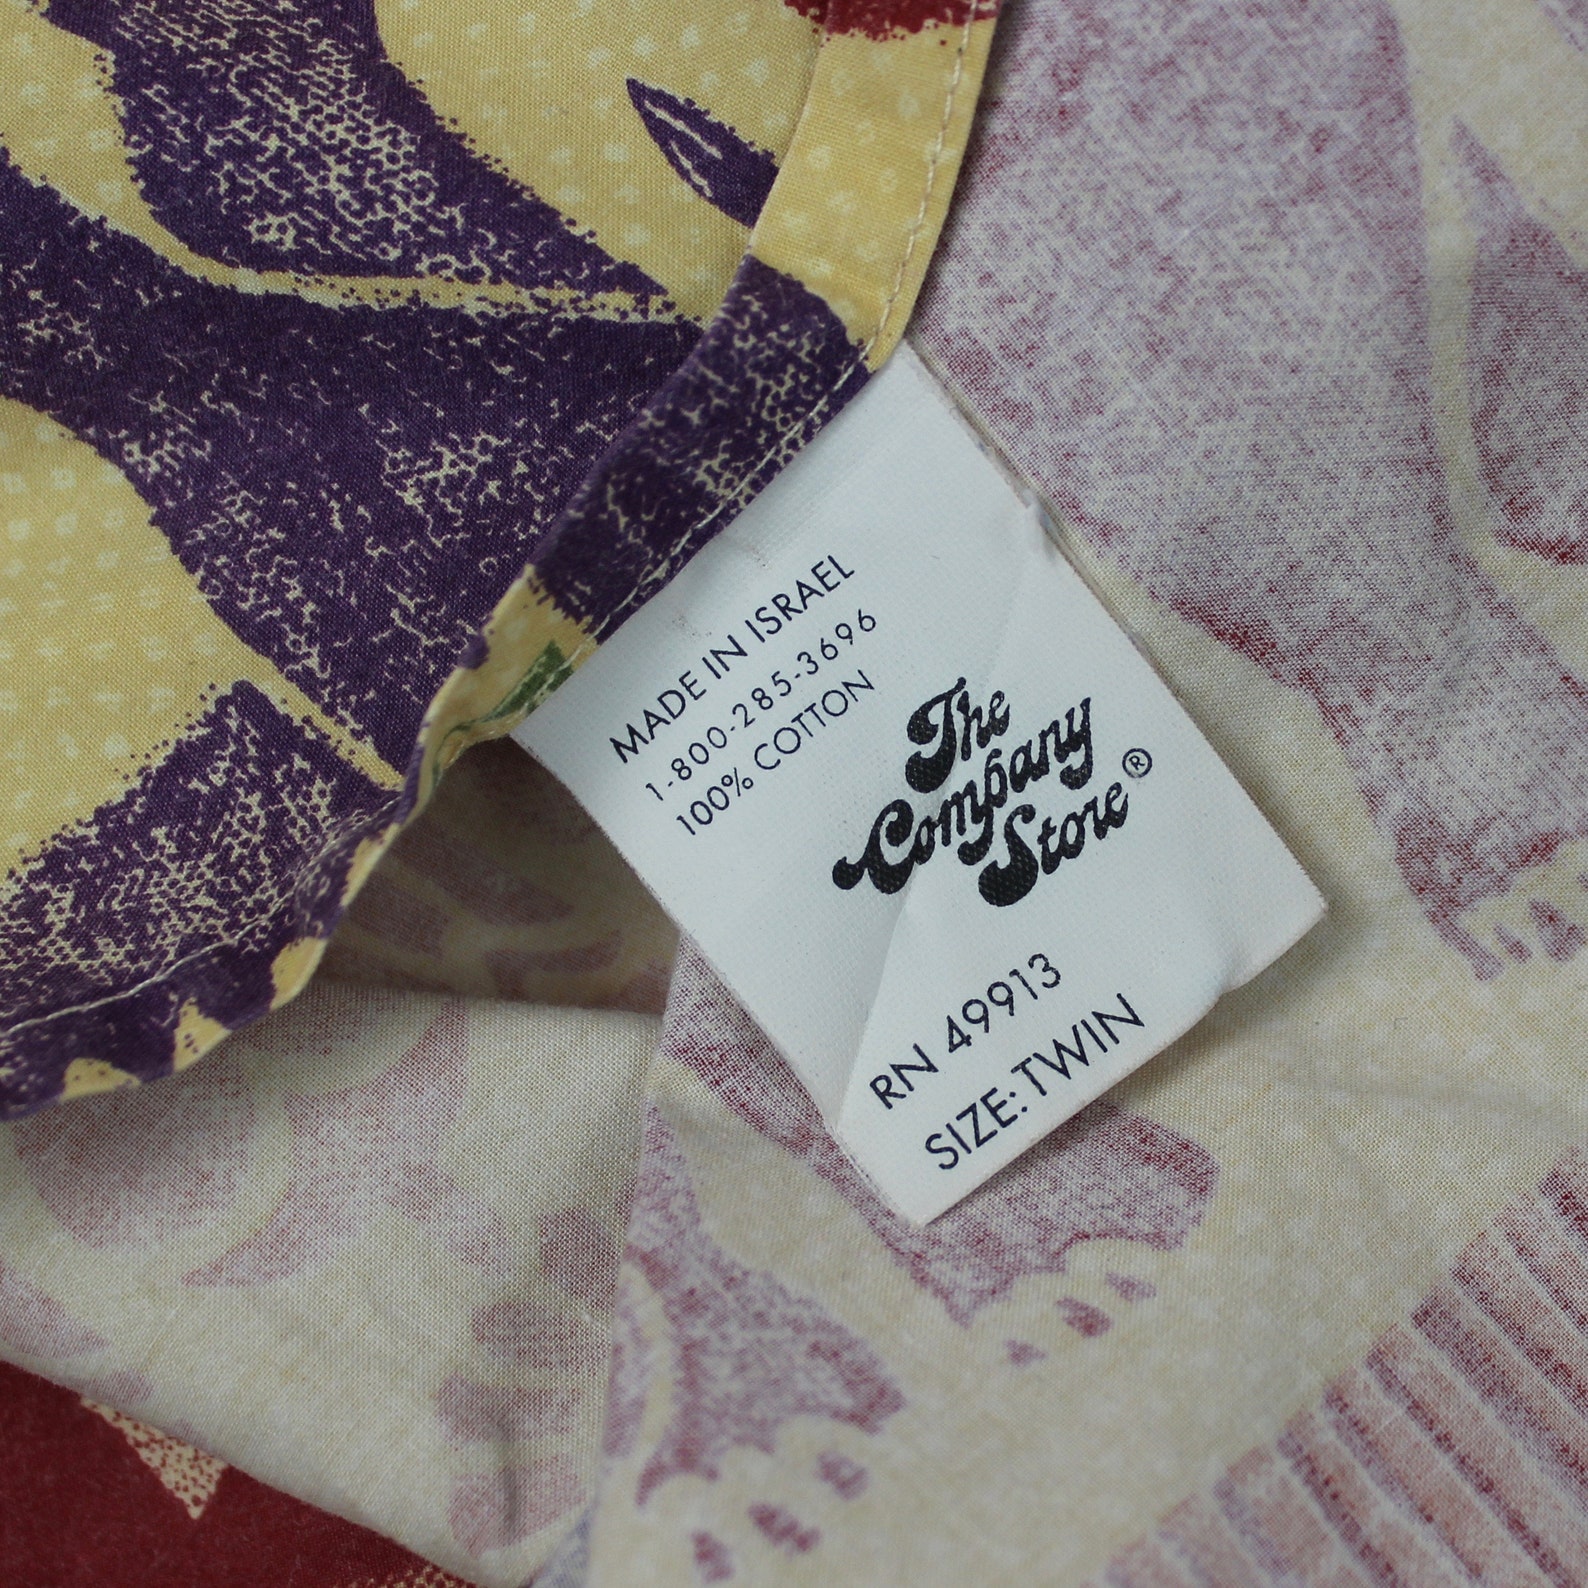 MADE IN ISRAEL
1-800-285-3696
100% COTTON
The
Company
Store®
RN 49913
SIZE: TWIN